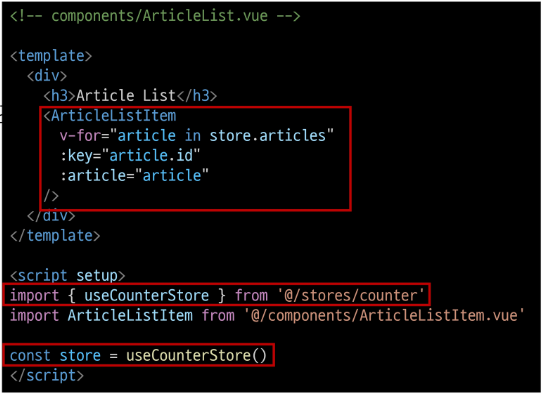 <!-- components/ArticleList.vue -->
<template>
  <div>
    <h3>Article List</h3>
    <ArticleListItem
      v-for="article in store.articles"
      :key="article.id"
      :article="article"
    />
  </div>
</template>
<script setup>
import { useCounterStore } from '@/stores/counter'
import ArticleListItem from '@/components/ArticleListItem.vue'
const store = useCounterStore()
</script>